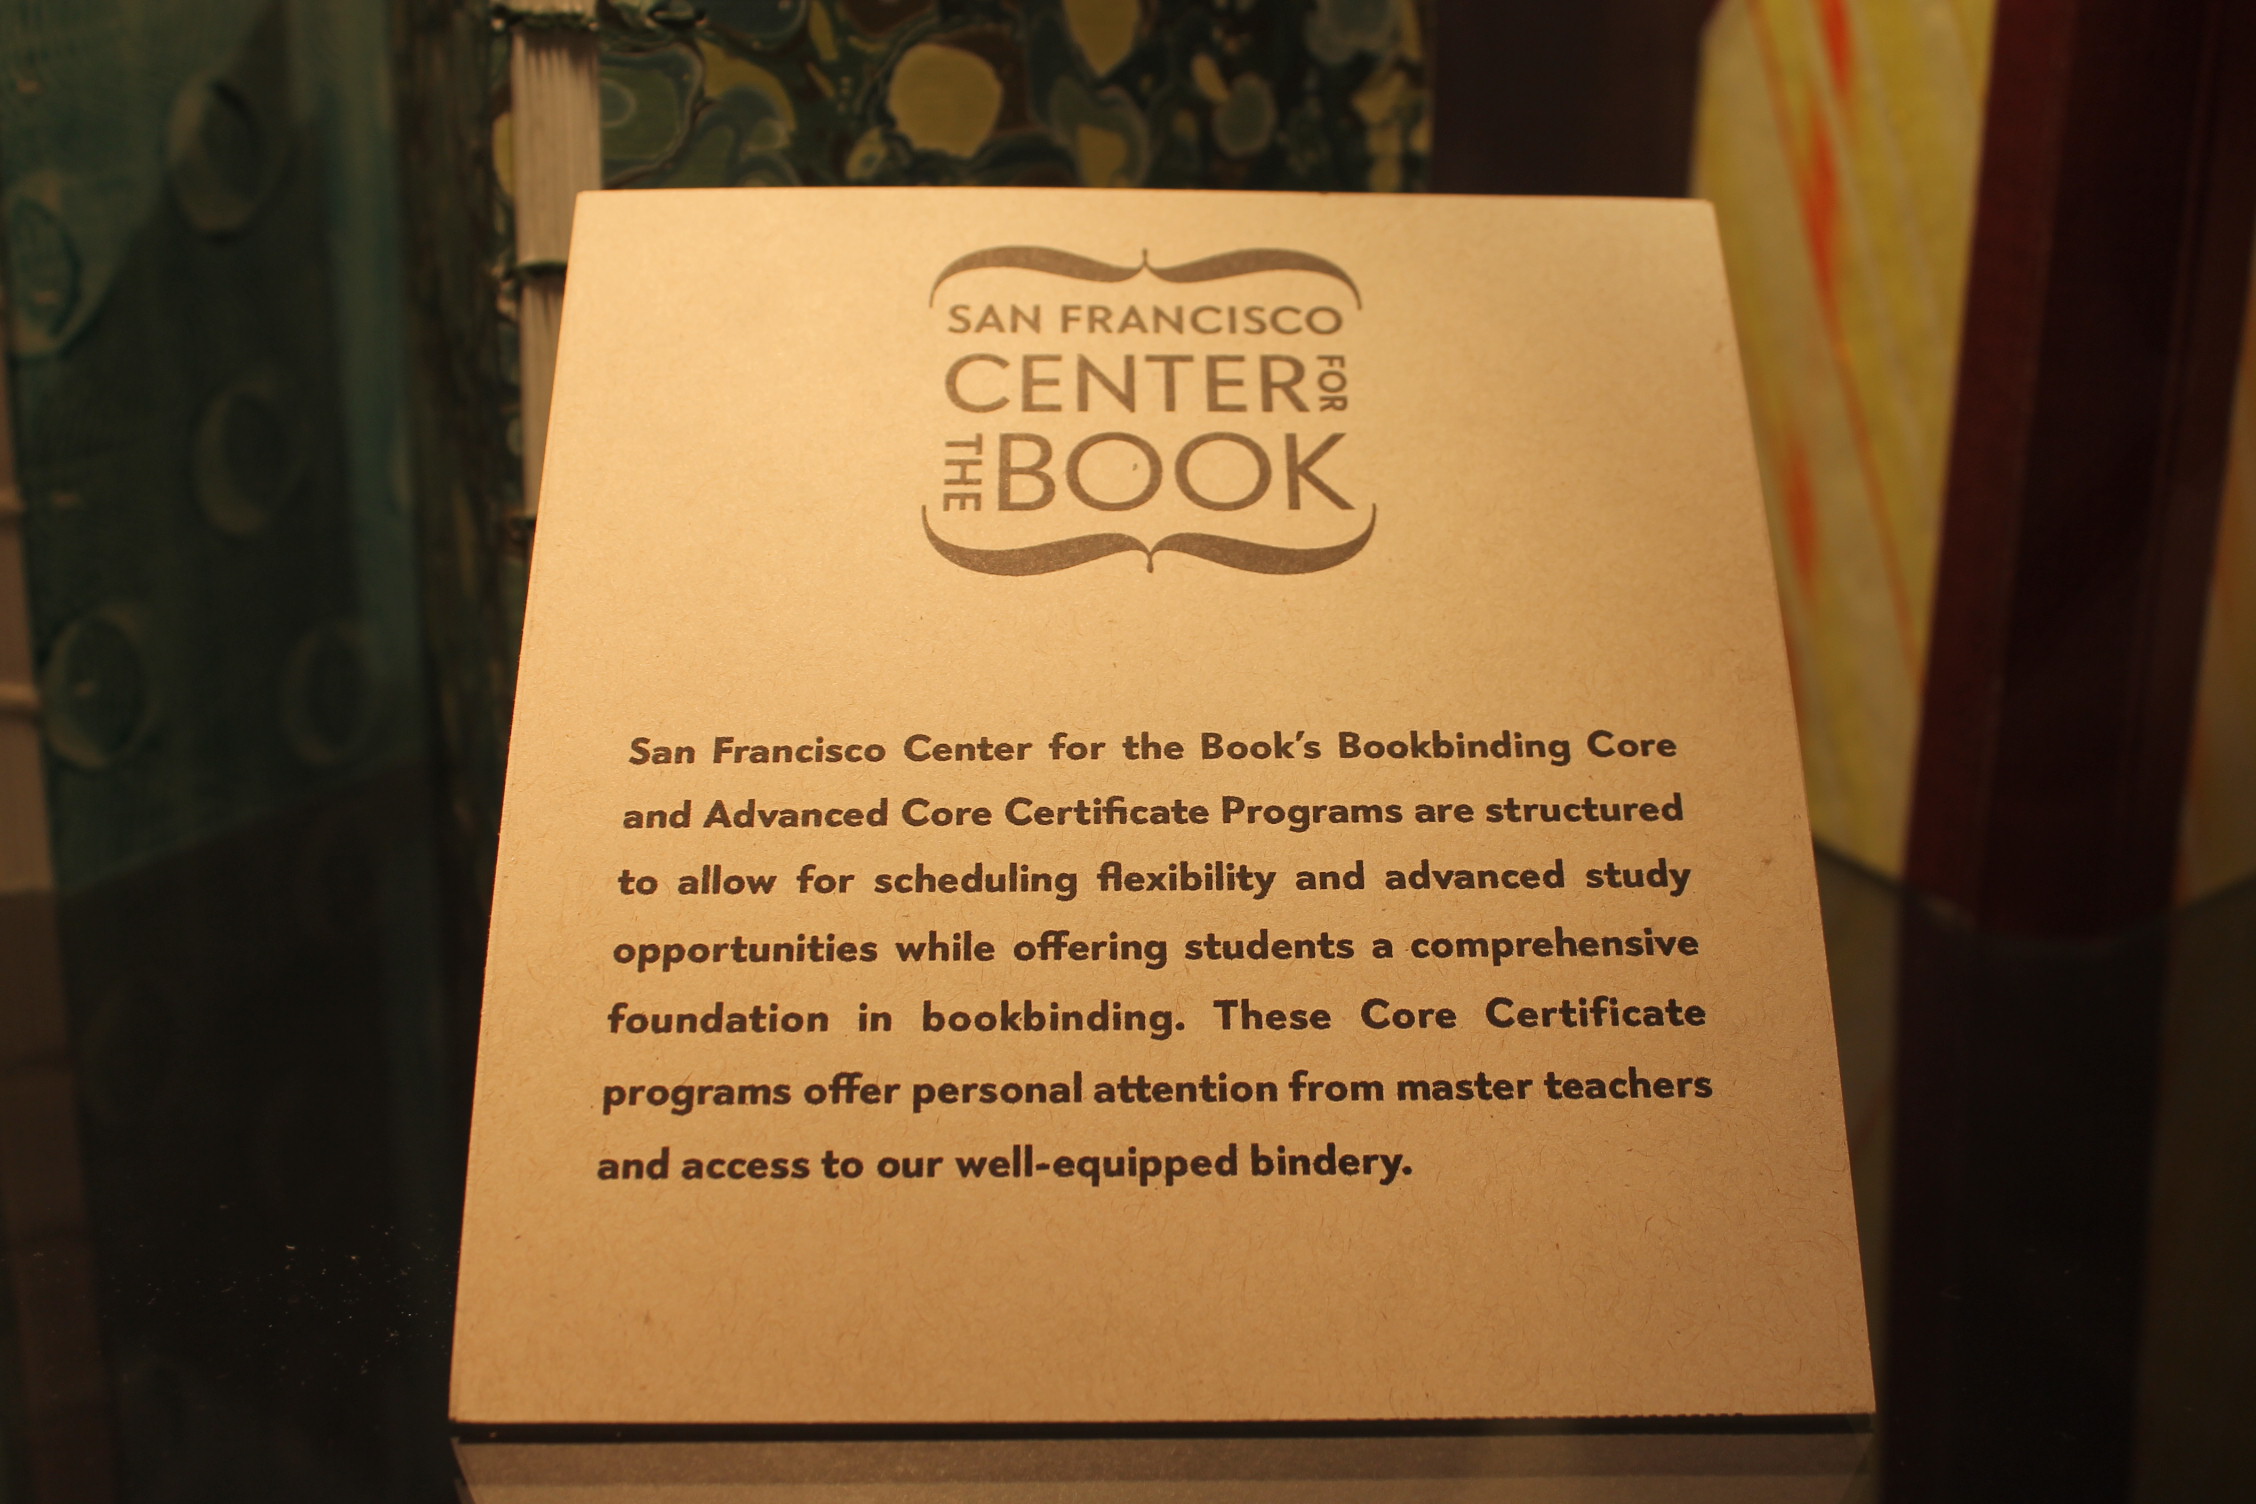 SAN FRANCISCO
CENTER FOR
THE BOOK
San Francisco Center for the Book's Bookbinding Core
and Advanced Core Certificate Programs are structured
to allow for scheduling flexibility and advanced study
opportunities while offering students a comprehensive
foundation in bookbinding. These Core Certificate
programs offer personal attention from master teachers
and access to our well-equipped bindery.